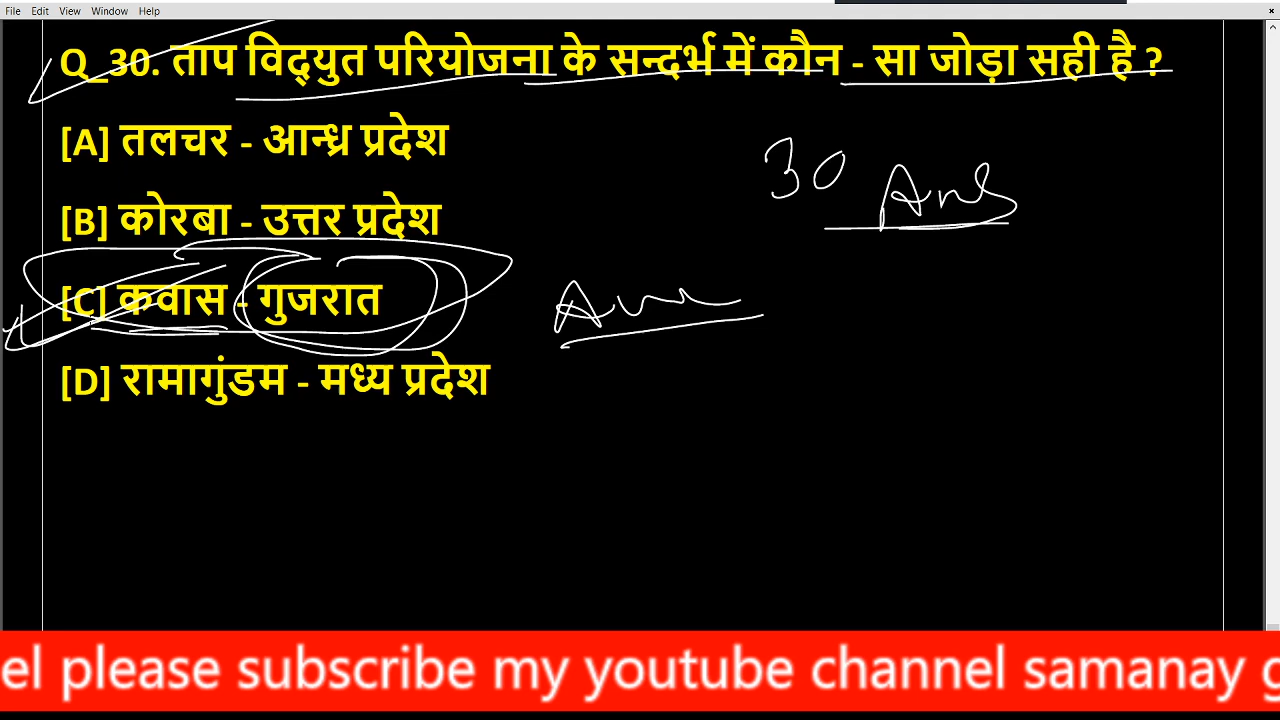 File Edit View Window Help
Q_30. ताप विद्युत परियोजना के सन्दर्भ में कौन - सा जोड़ा सही है ?
[A] तलचर - आन्ध्र प्रदेश
30 Ans
[B] कोरबा - उत्तर प्रदेश
[C] कवास - गुजरात
[D] रामागुंडम - मध्य प्रदेश
el please subscribe my youtube channel samanay g